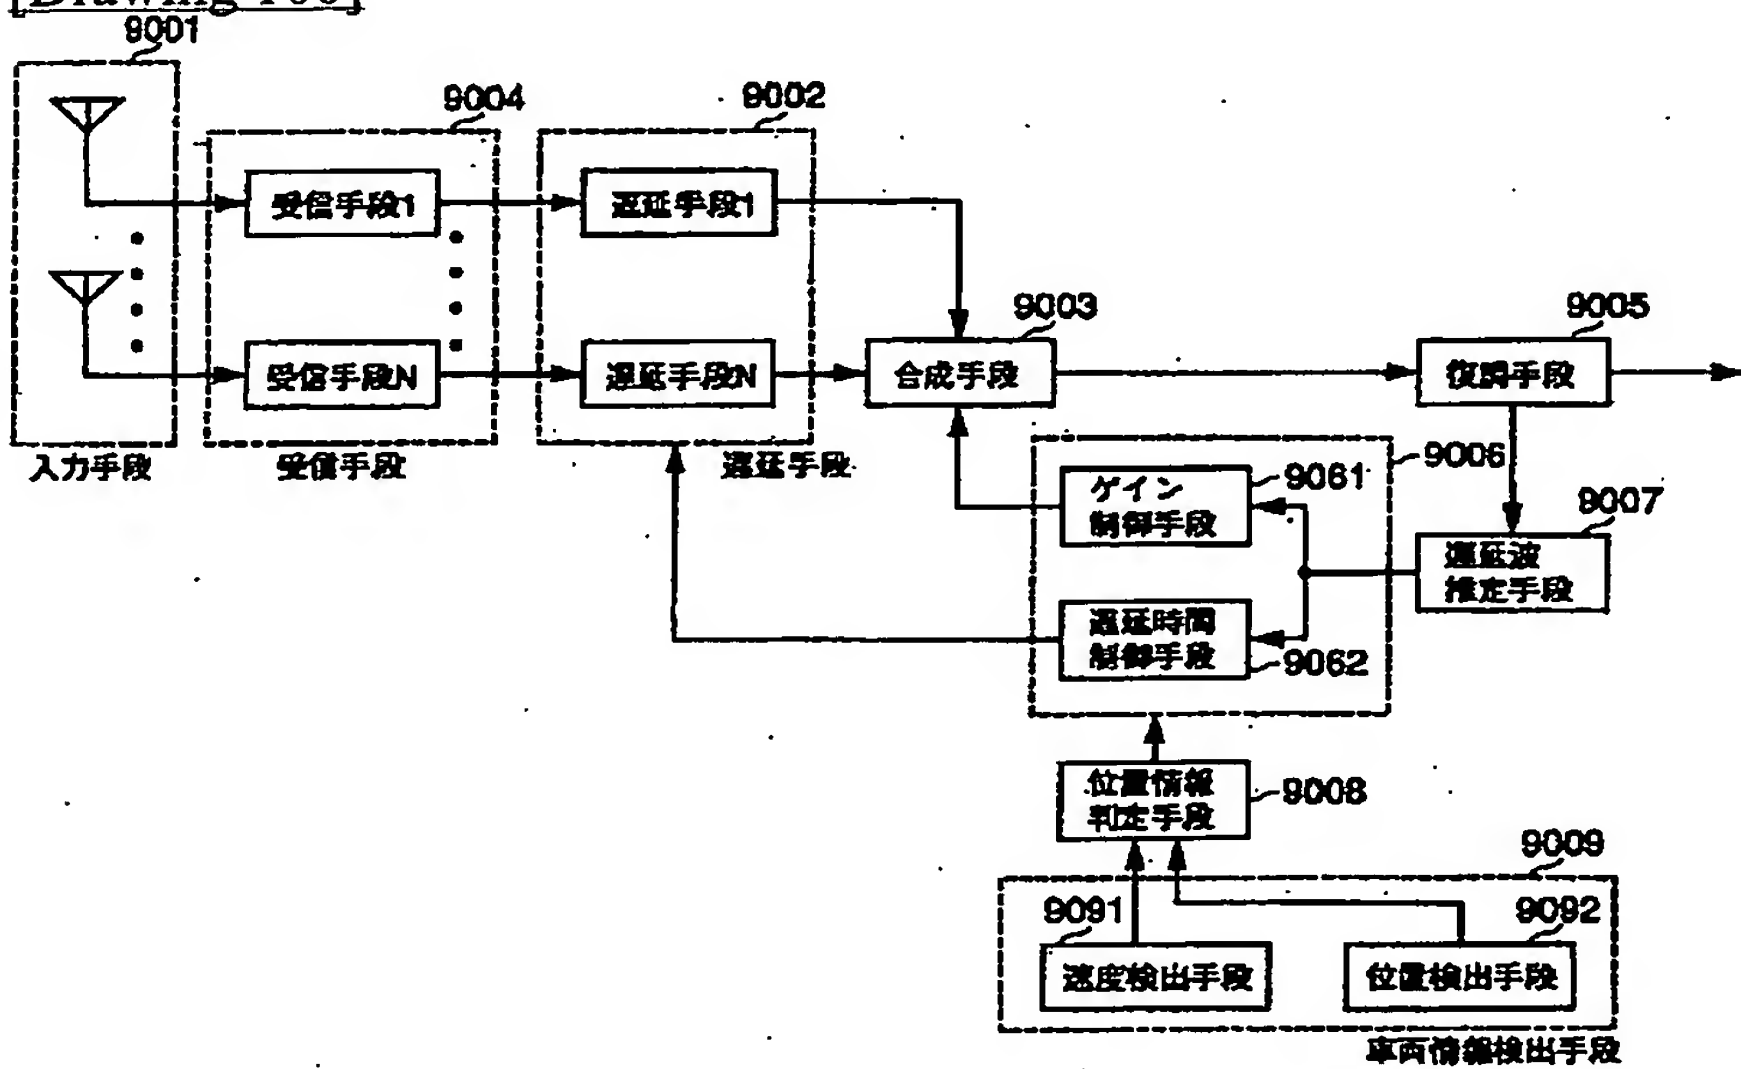 9001
9004
9002
受信手段1
遅延手段1
9003
9005
受信手段N
遅延手段N
合成手段
復調手段
入力手段
受信手段
遅延手段
9006
ゲイン
制御手段
9061
9007
遅延波
推定手段
遅延時間
制御手段
9062
位置情報
判定手段
9008
9009
9091
9092
速度検出手段
位置検出手段
車両情報検出手段